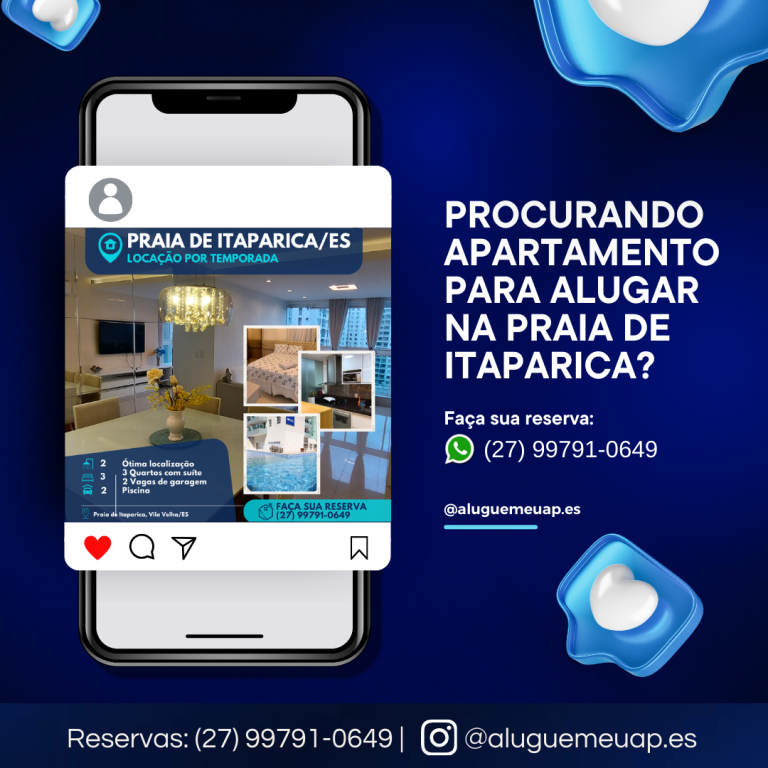 PRAIA DE ITAPARICA/ES
LOCAÇÃO POR TEMPORADA
2 Ótima localização
3 3 Quartos com suíte
2 Vagas de garagem
2 Piscina
Praia de Itaparica, Vila Velha/ES
FAÇA SUA RESERVA
(27) 99791-0649
PROCURANDO
APARTAMENTO
PARA ALUGAR
NA PRAIA DE
ITAPARICA?
Faça sua reserva:
(27) 99791-0649
@aluguemeuap.es
Reservas: (27) 99791-0649 | @aluguemeuap.es